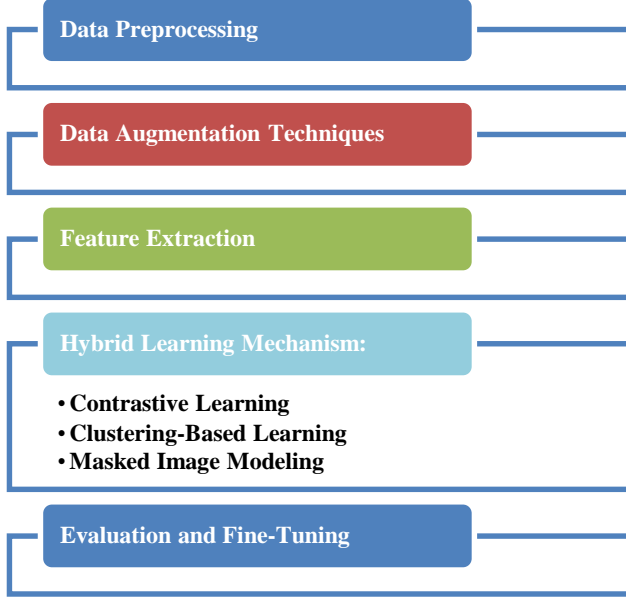 Data Preprocessing
Data Augmentation Techniques
Feature Extraction
Hybrid Learning Mechanism:
• Contrastive Learning
• Clustering-Based Learning
• Masked Image Modeling
Evaluation and Fine-Tuning